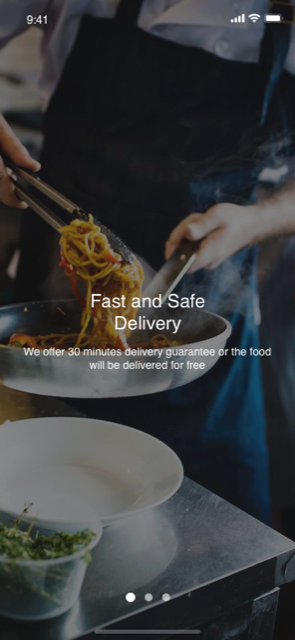 9:41
Fast and Safe
Delivery
We offer 30 minutes delivery guarantee or the food
will be delivered for free